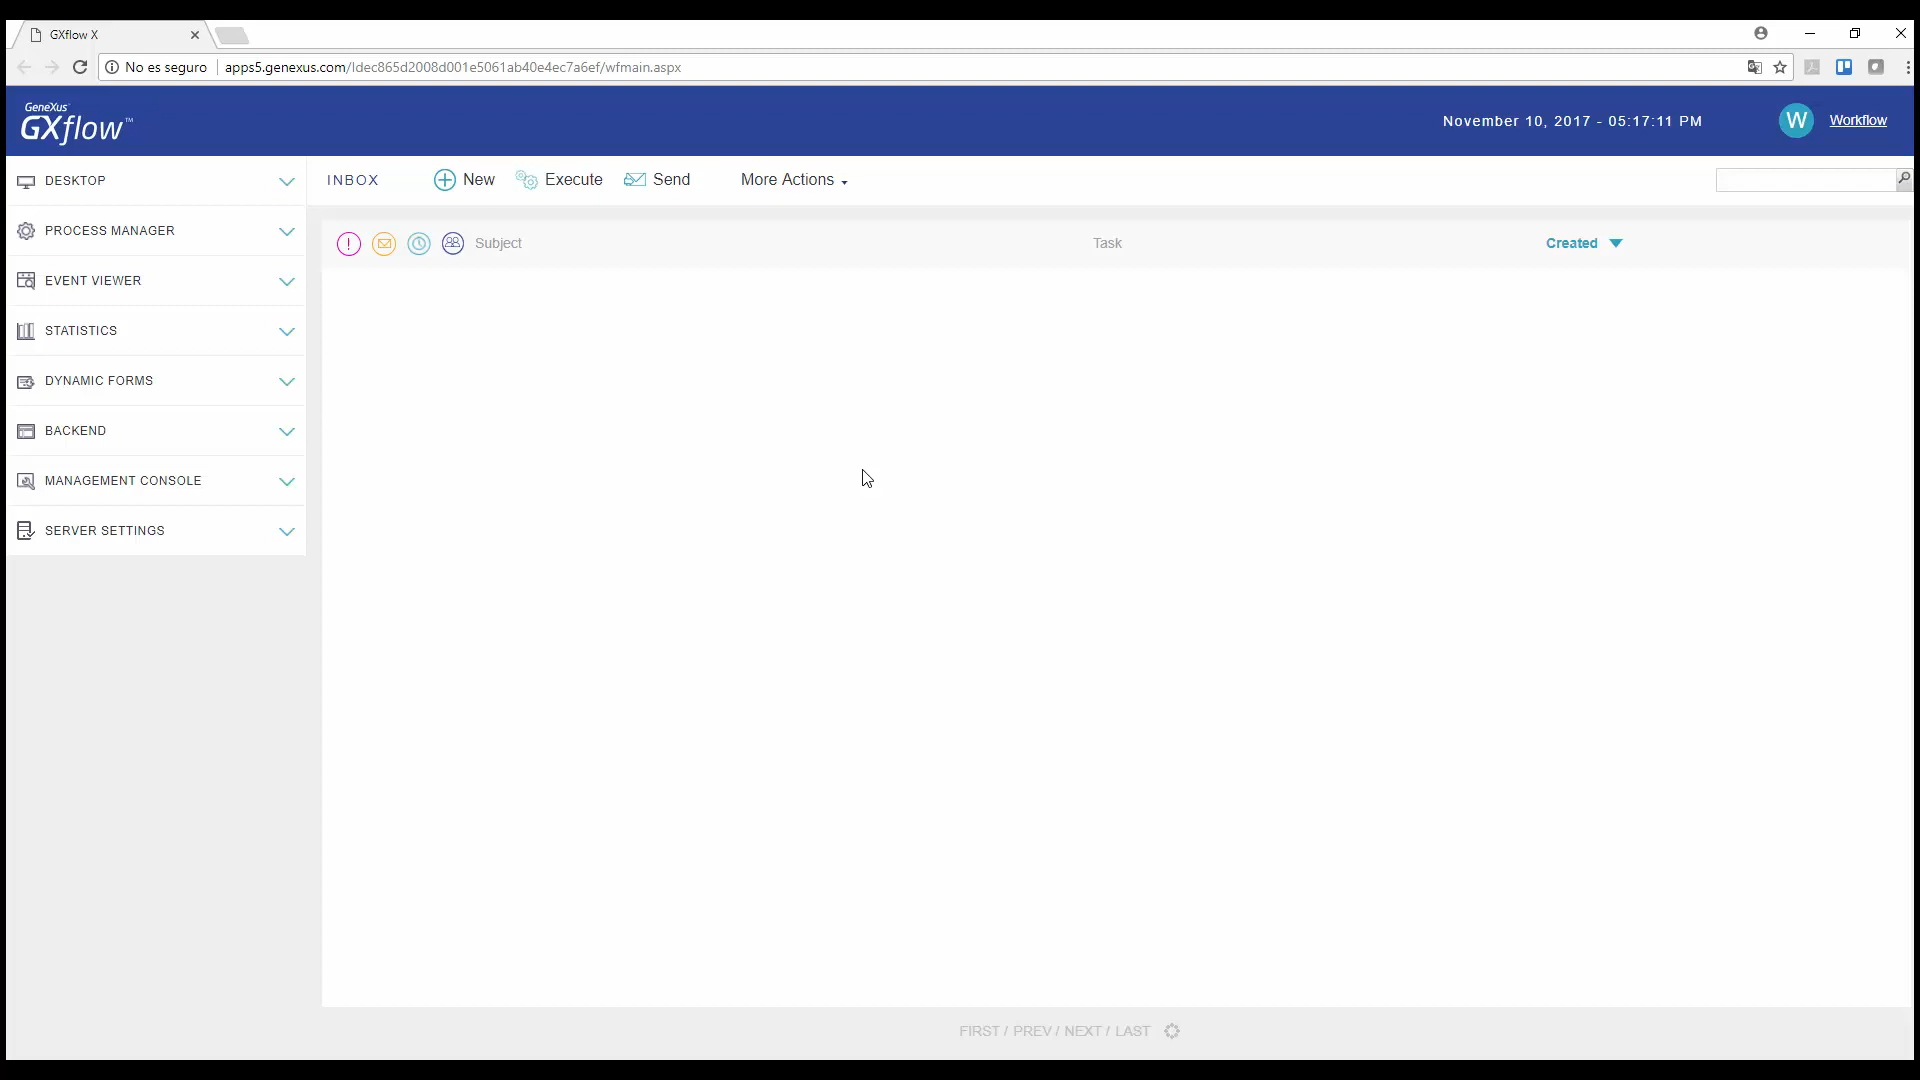 GXflow X
No es seguro apps5.genexus.com/Idec865d2008d001e5061ab40e4ec7a6ef/wfmain.aspx
GeneXus
GXflow™
November 10, 2017 - 05:17:11 PM
W
Workflow
DESKTOP
PROCESS MANAGER
EVENT VIEWER
STATISTICS
DYNAMIC FORMS
BACKEND
MANAGEMENT CONSOLE
SERVER SETTINGS
INBOX New Execute Send More Actions
Subject Task Created
FIRST / PREV / NEXT / LAST